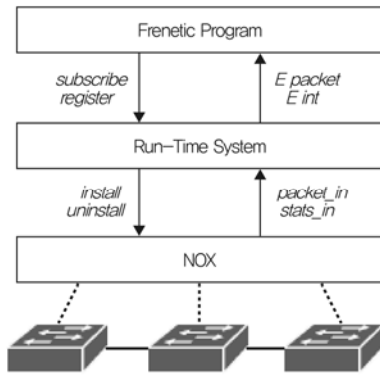 Frenetic Program
subscribe
register
E packet
E int
Run-Time System
install
uninstall
packet_in
stats_in
NOX